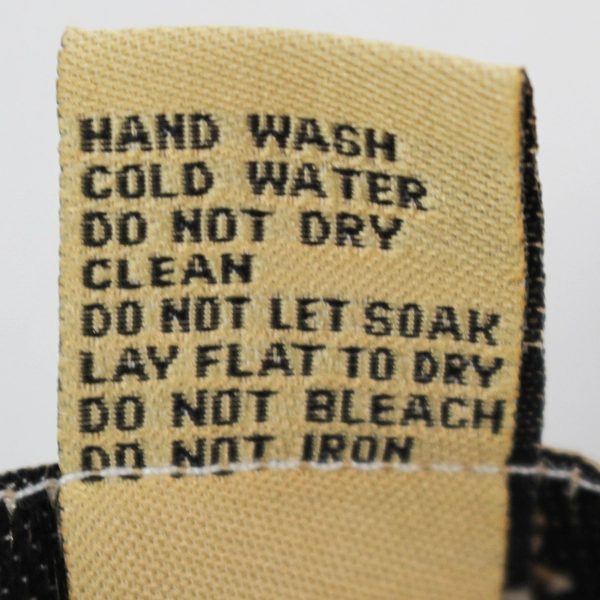 HAND WASH
COLD WATER
DO NOT DRY
CLEAN
DO NOT LET SOAK
LAY FLAT TO DRY
DO NOT BLEACH
DO NOT IRON